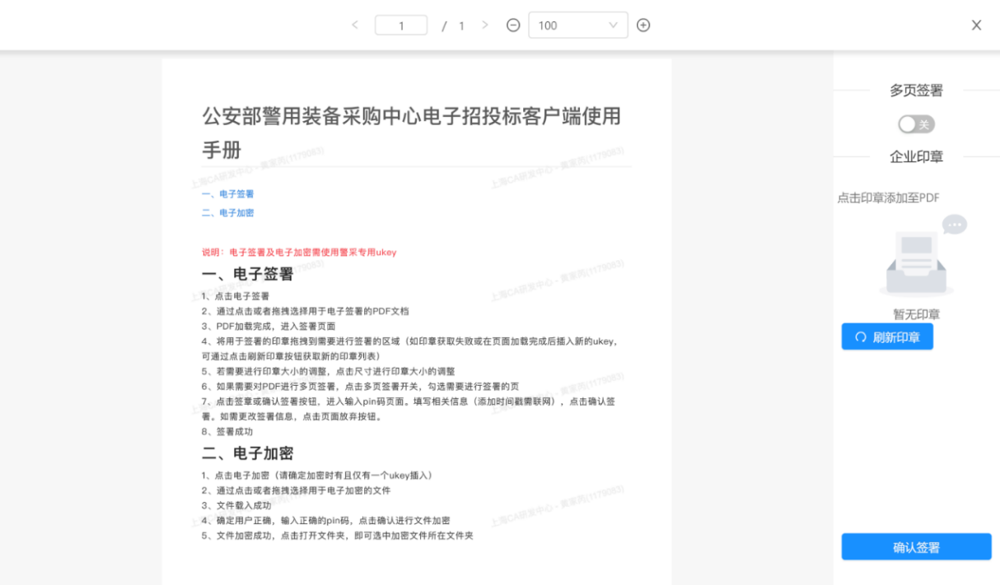 1 / 1 100
多页签署
关
企业印章
点击印章添加至PDF
暂无印章
刷新印章
确认签署
公安部警用装备采购中心电子招投标客户端使用
手册
一、电子签署
二、电子加密
说明：电子签署及电子加密需使用警采专用ukey
一、电子签署
1、点击电子签署
2、通过点击或者拖拽选择用于电子签署的PDF文档
3、PDF加载完成，进入签署页面
4、将用于签署的印章拖拽到需要进行签署的区域（如印章获取失败或在页面加载完成后插入新的ukey，
可通过点击刷新印章按钮获取新的印章列表）
5、若需要进行印章大小的调整，点击尺寸进行印章大小的调整
6、如果需要对PDF进行多页签署，点击多页签署开关，勾选需要进行签署的页
7、点击签章或确认签署按钮，进入输入pin码页面。填写相关信息（添加时间戳需联网），点击确认签
署。如需更改签署信息，点击页面放弃按钮。
8、签署成功
二、电子加密
1、点击电子加密（请确定加密时有且仅有一个ukey插入）
2、通过点击或者拖拽选择用于电子加密的文件
3、文件载入成功
4、确定用户正确，输入正确的pin码，点击确认进行文件加密
5、文件加密成功，点击打开文件夹，即可选中加密文件所在文件夹